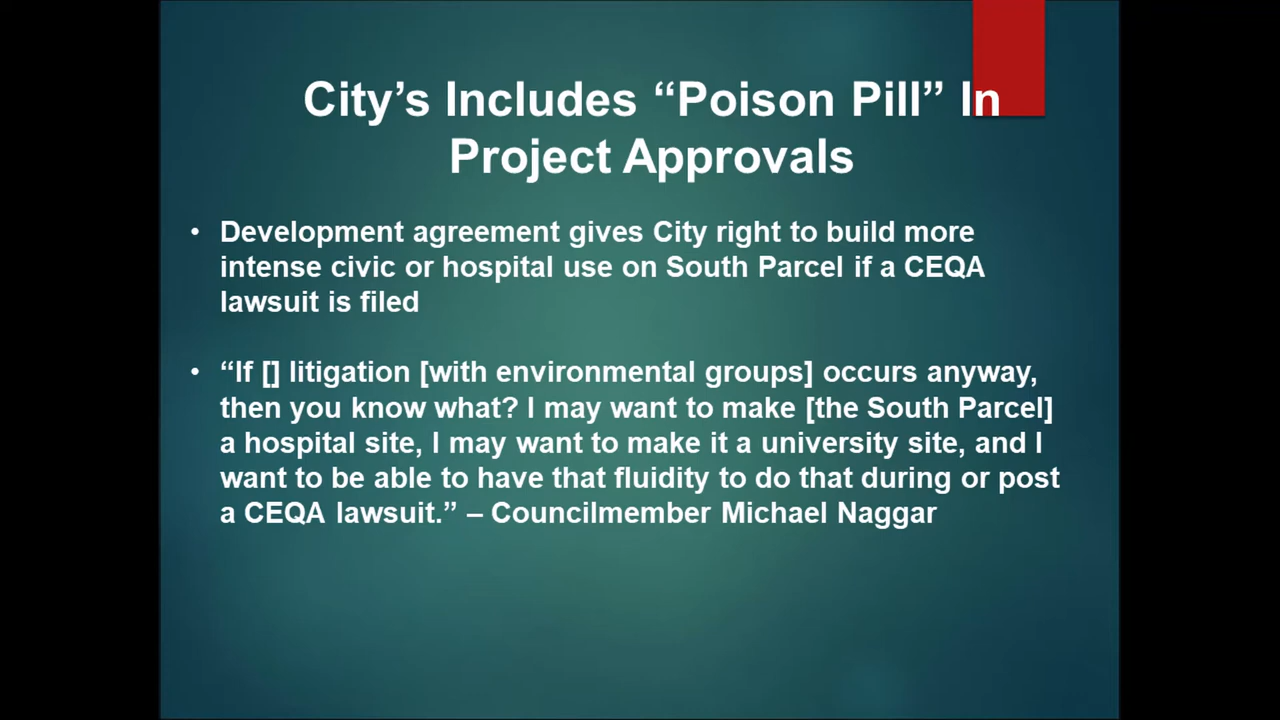 City’s Includes “Poison Pill” In
Project Approvals
• Development agreement gives City right to build more
intense civic or hospital use on South Parcel if a CEQA
lawsuit is filed
• “If [] litigation [with environmental groups] occurs anyway,
then you know what? I may want to make [the South Parcel]
a hospital site, I may want to make it a university site, and I
want to be able to have that fluidity to do that during or post
a CEQA lawsuit.” – Councilmember Michael Naggar